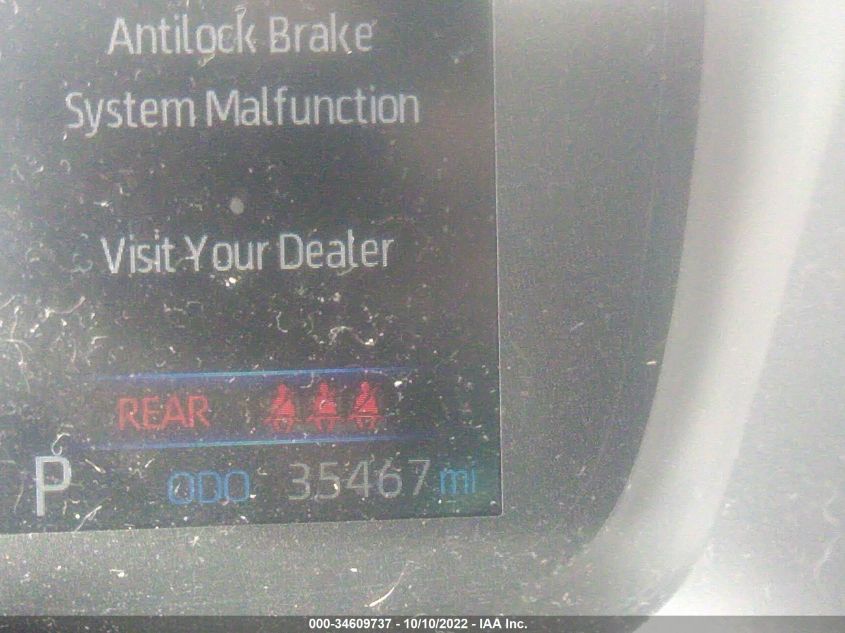 Antilock Brake
System Malfunction
Visit Your Dealer
REAR
P ODO 35467 mi
000-34609737 - 10/10/2022 - IAA Inc.